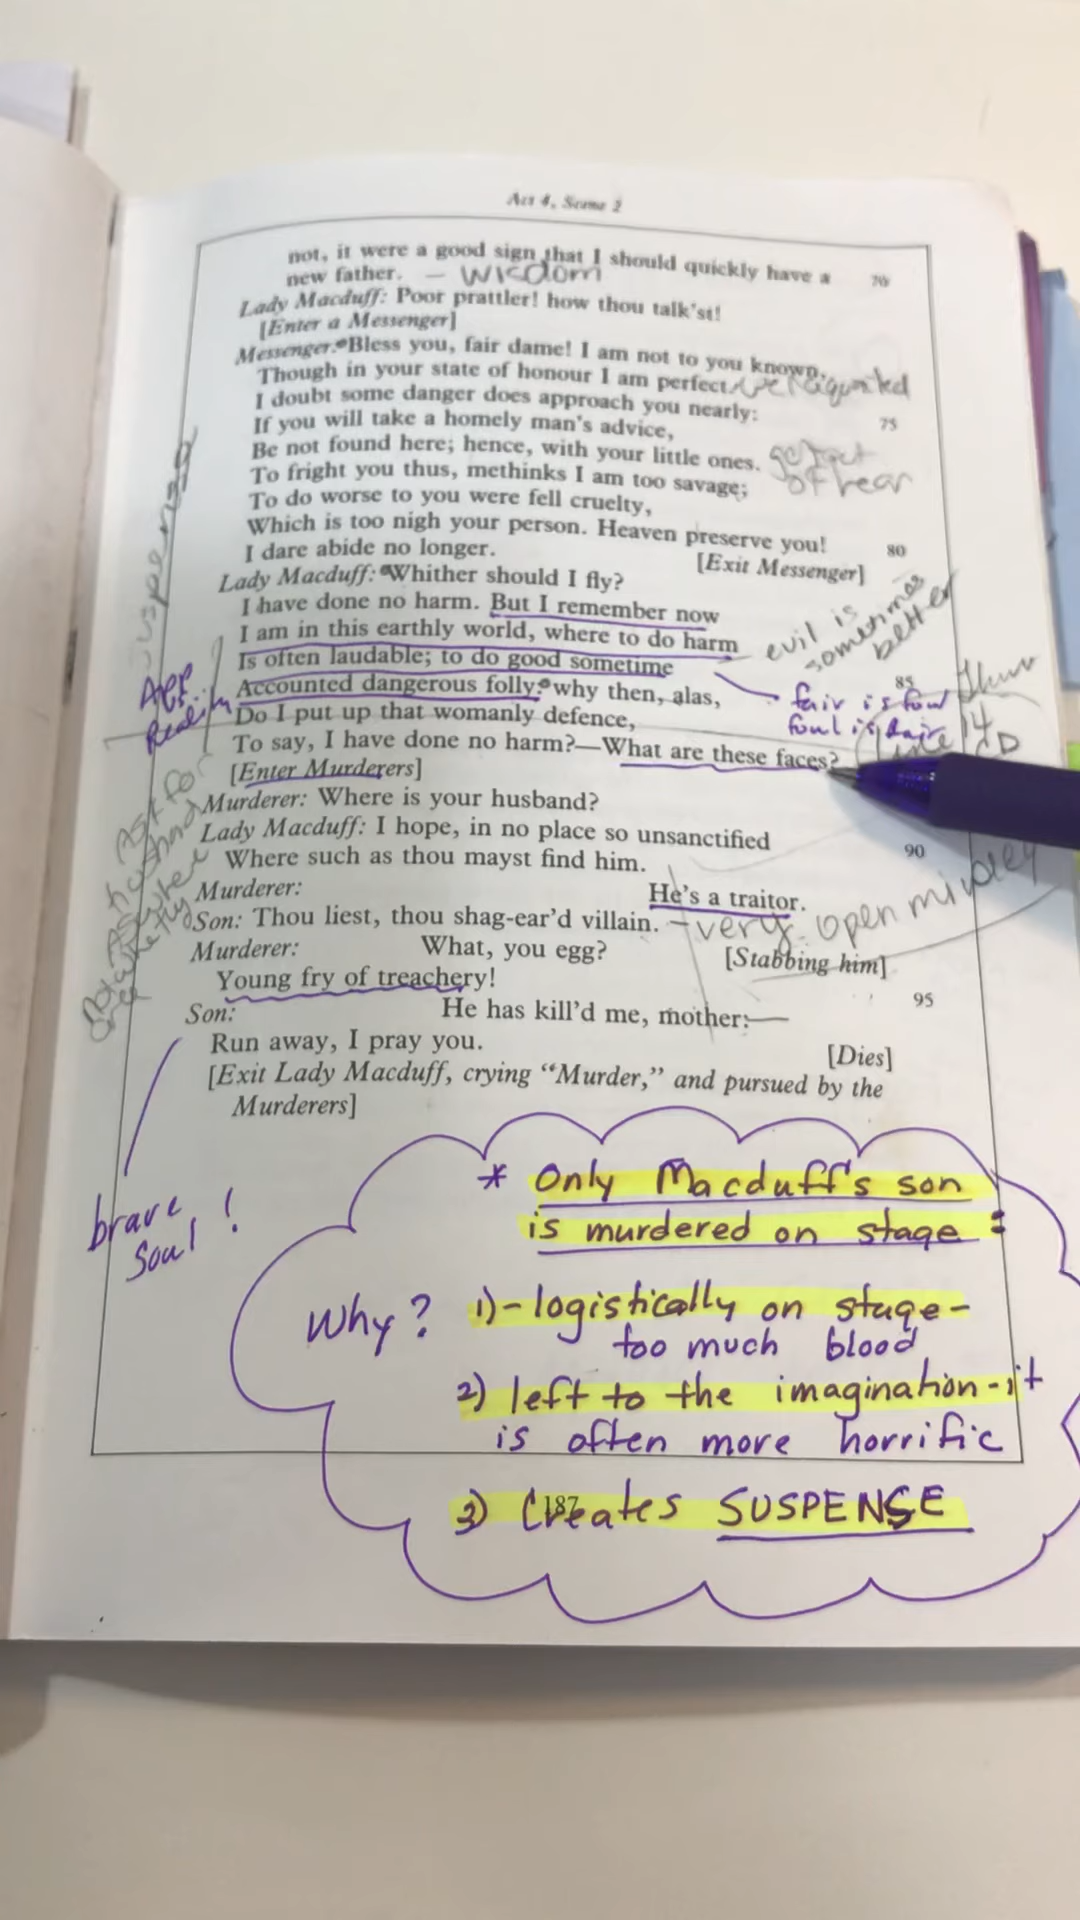 Act 4, Scene 2
not, it were a good sign that I should quickly have a
new father. – wisdom
70
Lady Macduff: Poor prattler! how thou talk'st!
[Enter a Messenger]
Messenger: Bless you, fair dame! I am not to you known,
Though in your state of honour I am perfect
I doubt some danger does approach you nearly:
75
If you will take a homely man's advice,
Be not found here; hence, with your little ones.
get out
of here
To fright you thus, methinks I am too savage;
To do worse to you were fell cruelty,
Which is too nigh your person. Heaven preserve you!
I dare abide no longer. [Exit Messenger]
80
suspense
Lady Macduff: Whither should I fly?
I have done no harm. But I remember now
I am in this earthly world, where to do harm
evil is
sometimes
better
Is often laudable; to do good sometime
Accounted dangerous folly: why then, alas,
85
fair is foul
foul is fair
App.
Reality
Do I put up that womanly defence,
To say, I have done no harm?—What are these faces?
[Enter Murderers]
Murderer: Where is your husband?
Lady Macduff: I hope, in no place so unsanctified
90
Where such as thou mayst find him.
Murderer: He's a traitor.
Son: Thou liest, thou shag-ear'd villain. – very open
Murderer: What, you egg? [Stabbing him]
Young fry of treachery!
95
Son: He has kill'd me, mother:—
Run away, I pray you. [Dies]
[Exit Lady Macduff, crying "Murder," and pursued by the
Murderers]
brave
soul!
* Only Macduff's son
is murdered on stage :
Why? 1) - logistically on stage -
too much blood
2) left to the imagination - it
is often more horrific
3) Creates SUSPENSE
187